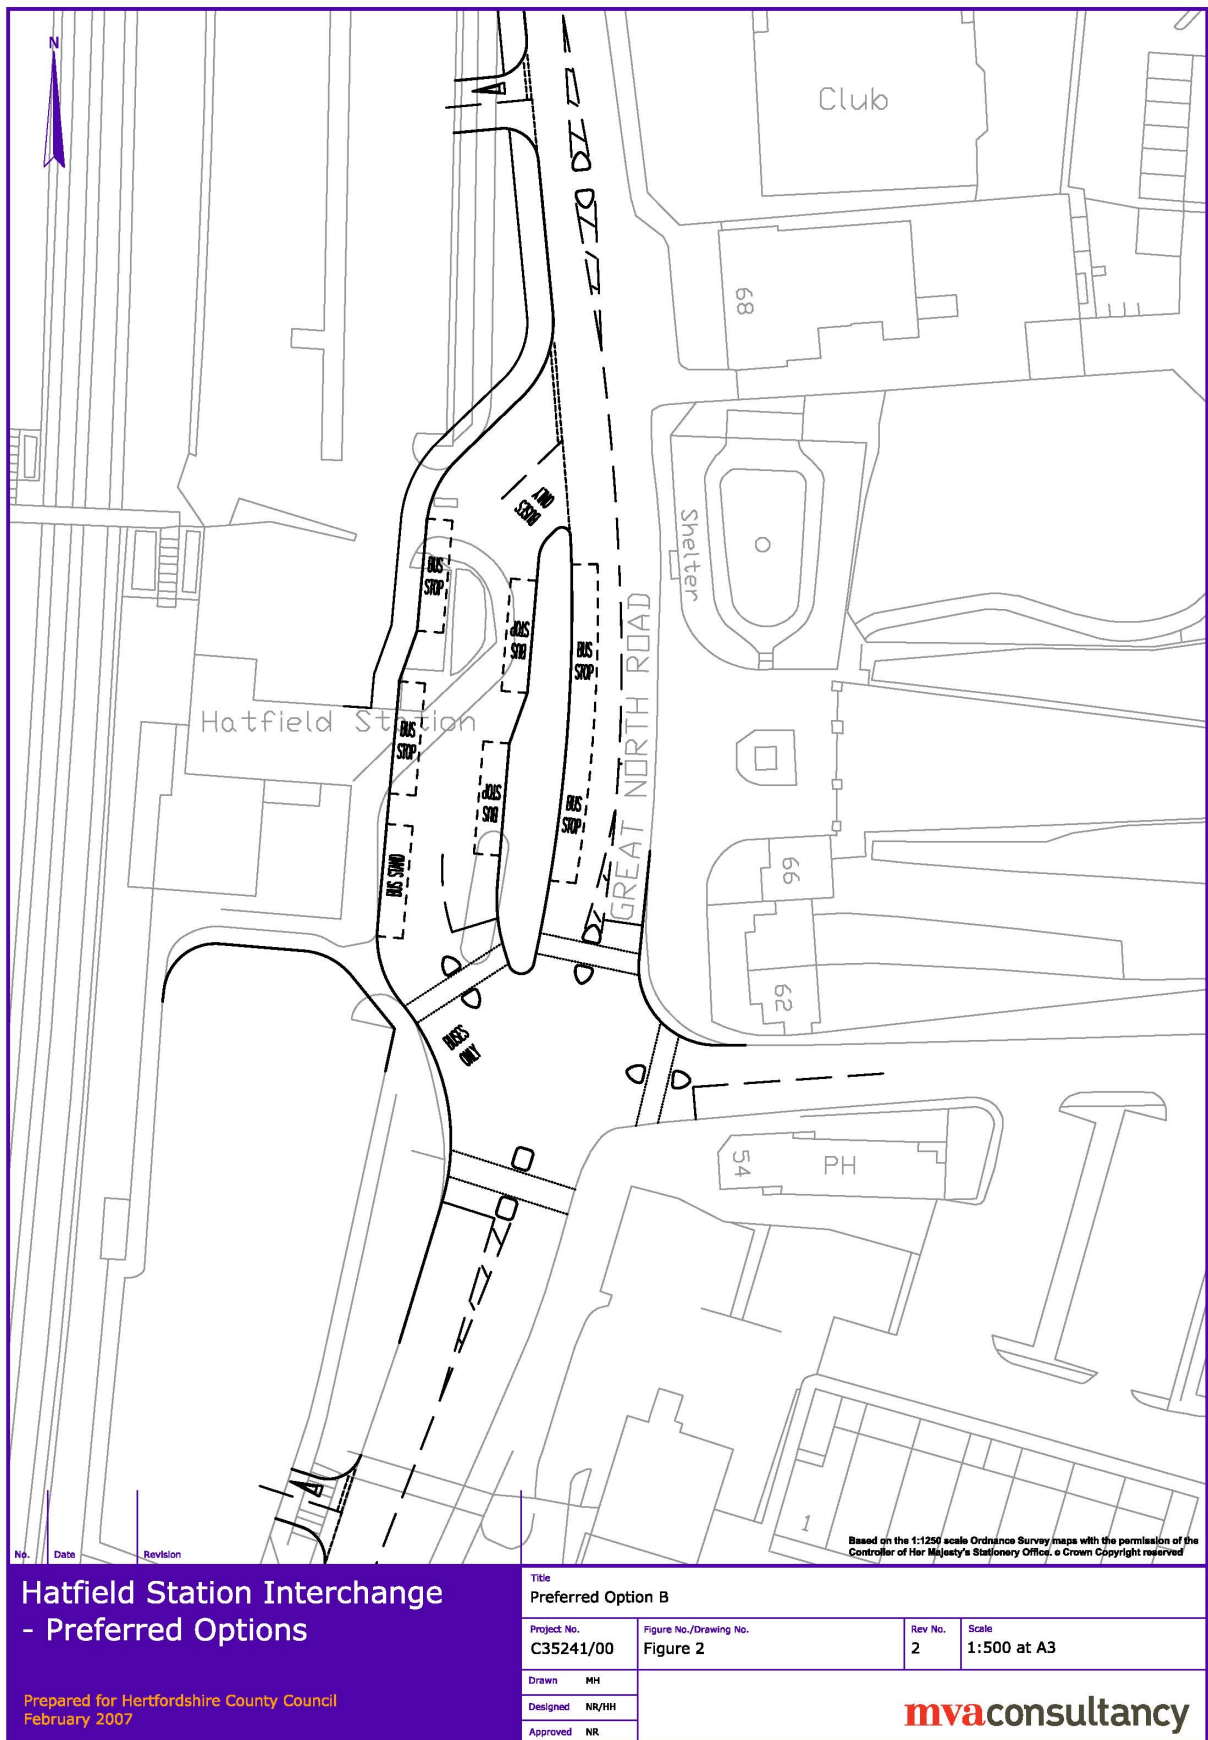 N
Club
68
BUSES
ONLY
Shelter
BUS
STOP
BUS
STOP
BUS
STOP
GREAT NORTH ROAD
Hatfield Station
BUS
STOP
BUS
STOP
BUS
STOP
BUS STAND
66
62
BUSES
ONLY
54
PH
1
Based on the 1:1250 scale Ordnance Survey maps with the permission of the
Controller of Her Majesty's Stationery Office. © Crown Copyright reserved
No.
Date
Revision
Hatfield Station Interchange
- Preferred Options
Prepared for Hertfordshire County Council
February 2007
Title
Preferred Option B
Project No.
C35241/00
Figure No./Drawing No.
Figure 2
Rev No.
2
Scale
1:500 at A3
Drawn MH
Designed NR/HH
Approved NR
mvaconsultancy